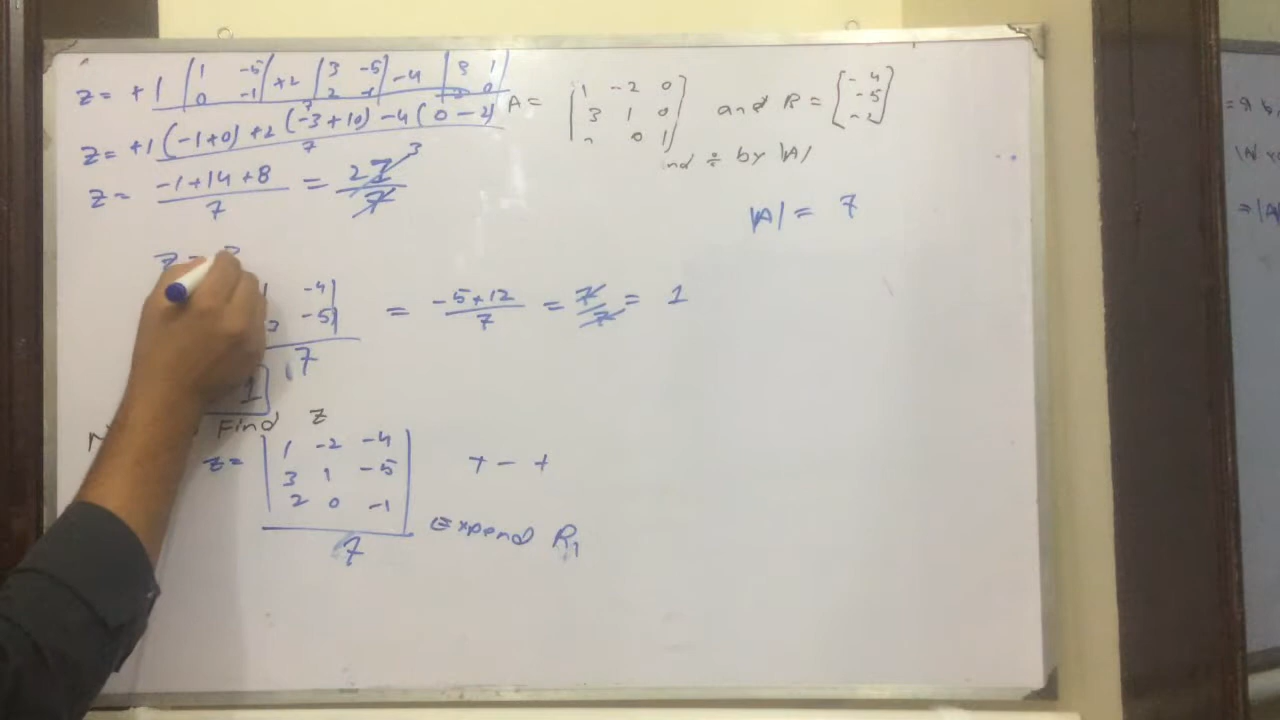 z = +1 | 1 -5 | +2 | 3 -5 | -4 | 3 1 |
0 -1 2 -1 2 0
7
z = +1 (-1+0) +2 (-3+10) -4 (0-2)
7
z = -1+14+8 = 21 3
7 7
A = 1 -2 0 and R = -4
3 1 0 -5
0 1
÷ by |A|
|A| = 7
z =
-4 = -5+12 = 7 = 1
-5 7 7
7
1
Find z
z = 1 -2 -4 + - +
3 1 -5
2 0 -1
7 Expend R1